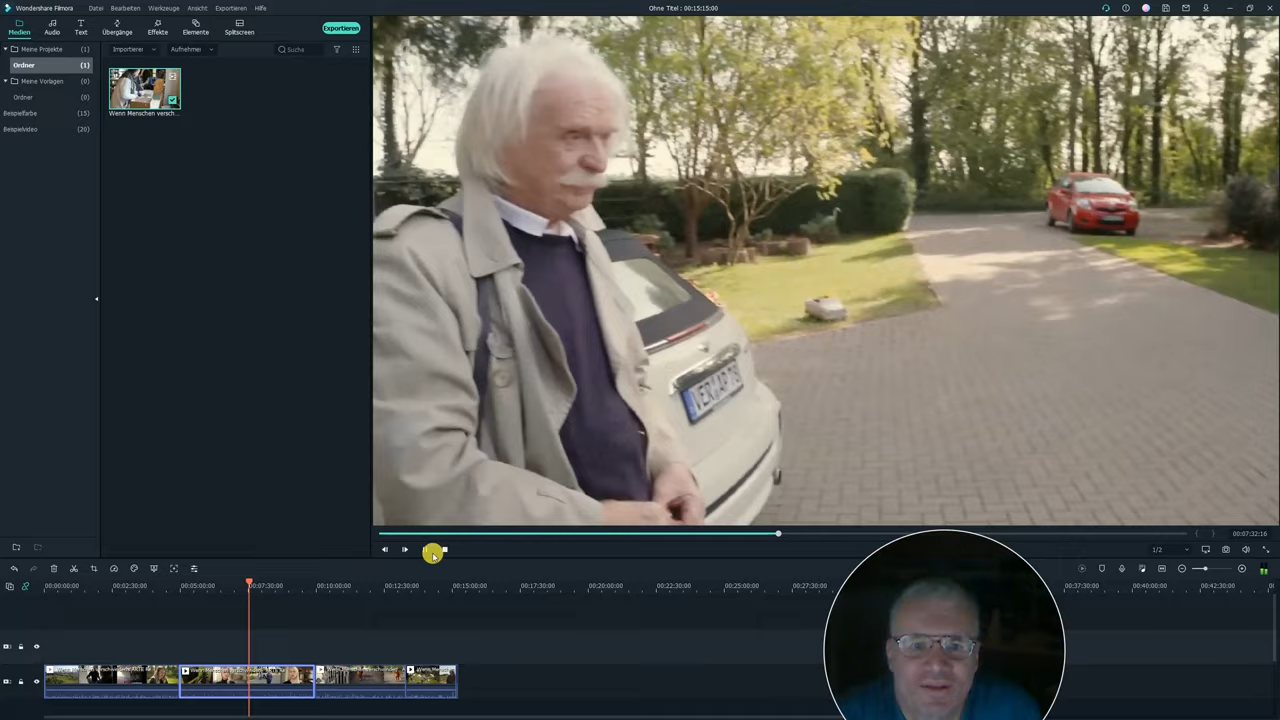 Wondershare Filmora
Datei Bearbeiten Werkzeuge Ansicht Exportieren Hilfe
Ohne Titel : 00:15:15:00
Medien Audio Text Übergänge Effekte Elemente Splitscreen
Exportieren
Meine Projekte (1)
Ordner (1)
Meine Vorlagen (0)
Ordner (0)
Beispielfarbe (15)
Beispielvideo (20)
Importieren Aufnehmen Suche
Wenn Menschen versch...
00:07:32:16
1/2
00:00:00:00 00:02:30:00 00:05:00:00 00:07:30:00 00:10:00:00 00:12:30:00 00:15:00:00 00:17:30:00 00:20:00:00 00:22:30:00 00:25:00:00 00:27:30:00 00:37:30:00 00:40:00:00 00:42:30:00